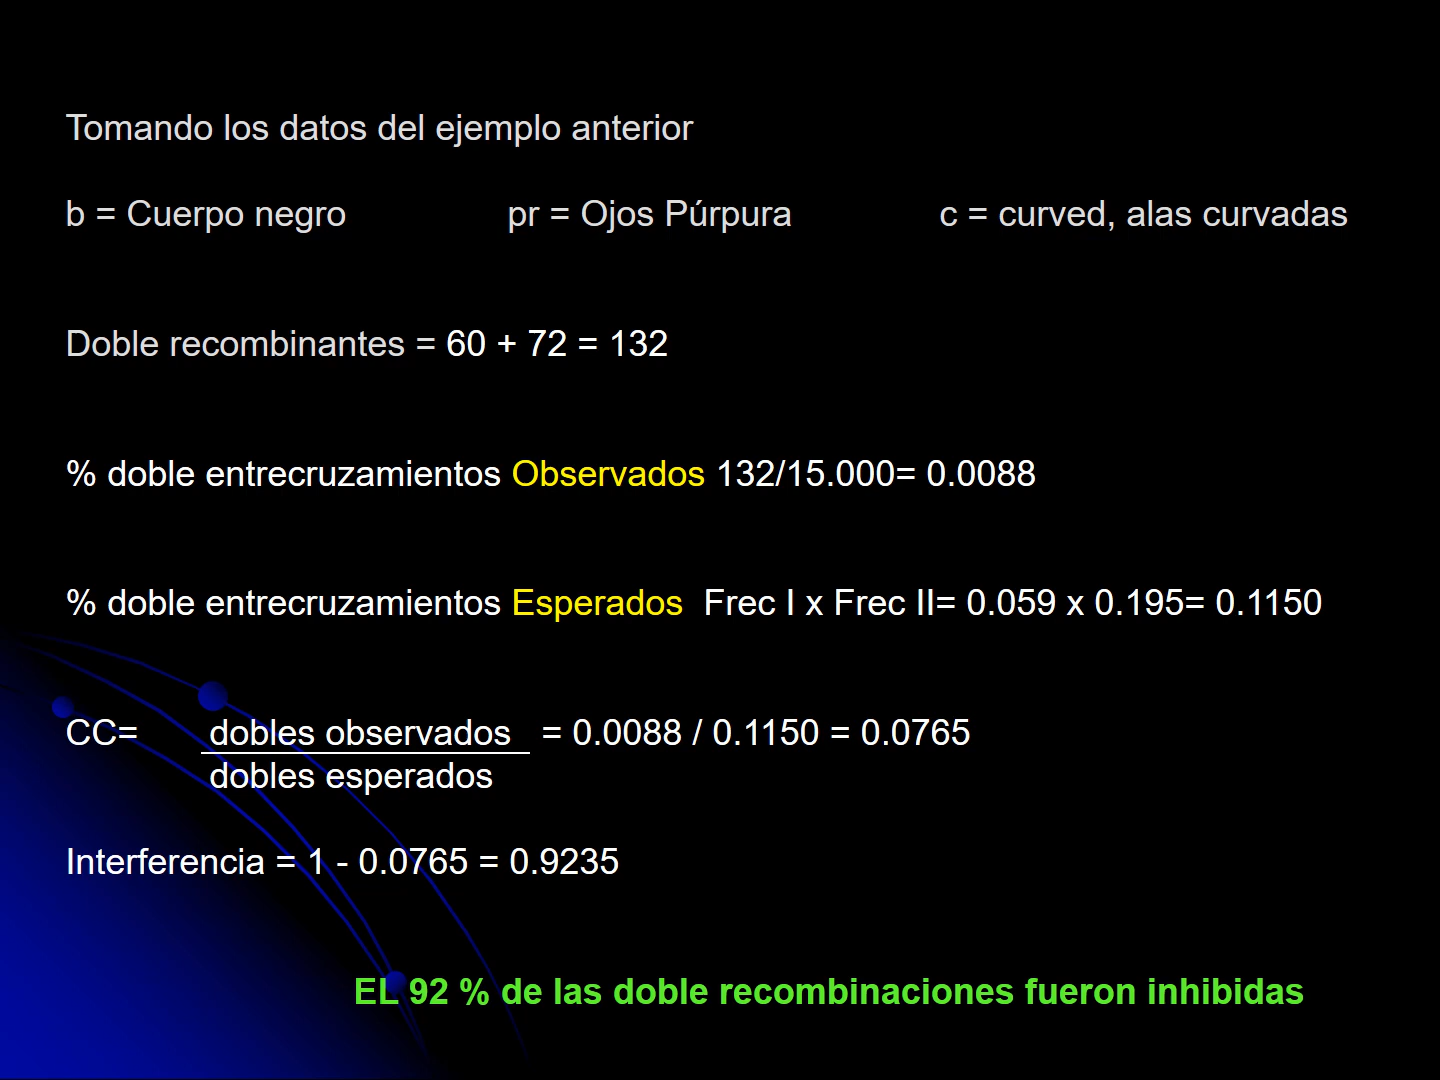 Tomando los datos del ejemplo anterior
b = Cuerpo negro pr = Ojos Púrpura c = curved, alas curvadas
Doble recombinantes = 60 + 72 = 132
% doble entrecruzamientos Observados 132/15.000= 0.0088
% doble entrecruzamientos Esperados Frec I x Frec II= 0.059 x 0.195= 0.1150
CC= dobles observados = 0.0088 / 0.1150 = 0.0765
dobles esperados
Interferencia = 1 - 0.0765 = 0.9235
EL 92 % de las doble recombinaciones fueron inhibidas